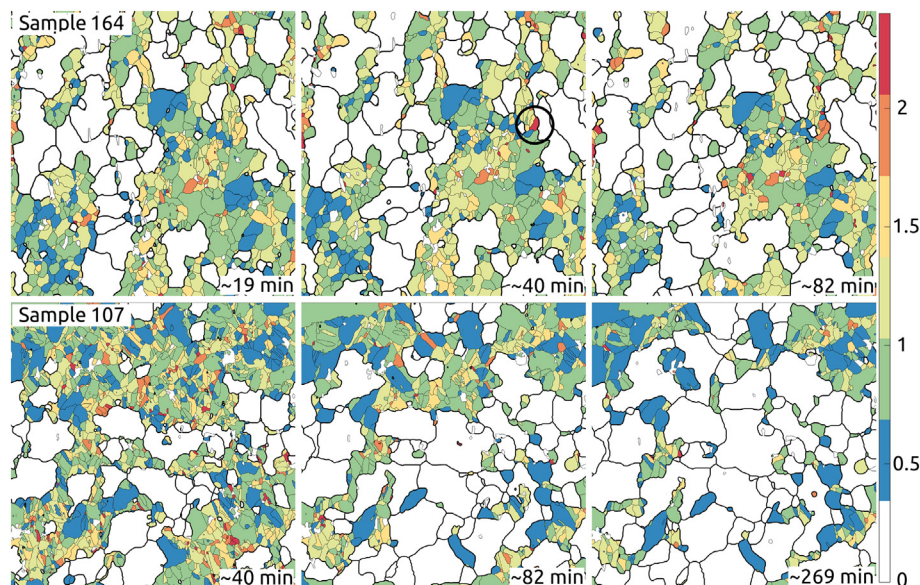 Sample 164
~19 min
~40 min
~82 min
Sample 107
~40 min
~82 min
~269 min
2
1.5
1
0.5
0